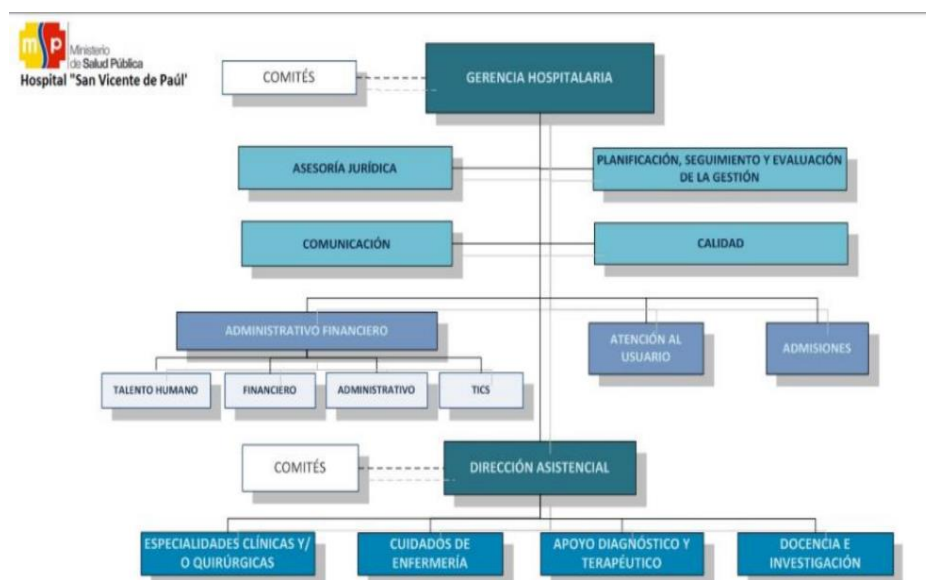 msp
Ministerio
de Salud Pública
Hospital "San Vicente de Paúl'
COMITÉS
GERENCIA HOSPITALARIA
ASESORÍA JURÍDICA
PLANIFICACIÓN, SEGUIMIENTO Y EVALUACIÓN
DE LA GESTIÓN
COMUNICACIÓN
CALIDAD
ADMINISTRATIVO FINANCIERO
ATENCIÓN AL
USUARIO
ADMISIONES
TALENTO HUMANO
FINANCIERO
ADMINISTRATIVO
TICS
COMITÉS
DIRECCIÓN ASISTENCIAL
ESPECIALIDADES CLÍNICAS Y/
O QUIRÚRGICAS
CUIDADOS DE
ENFERMERÍA
APOYO DIAGNÓSTICO Y
TERAPÉUTICO
DOCENCIA E
INVESTIGACIÓN